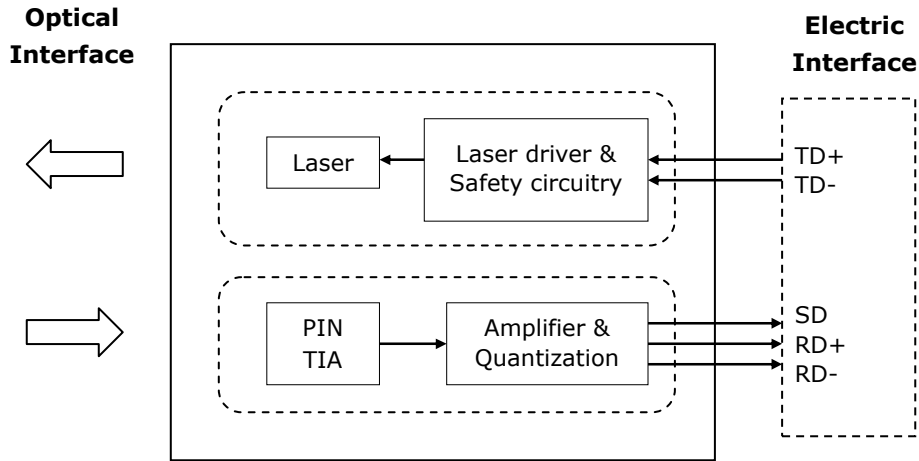 Optical
Interface
Electric
Interface
Laser
Laser driver &
Safety circuitry
TD+
TD-
PIN
TIA
Amplifier &
Quantization
SD
RD+
RD-